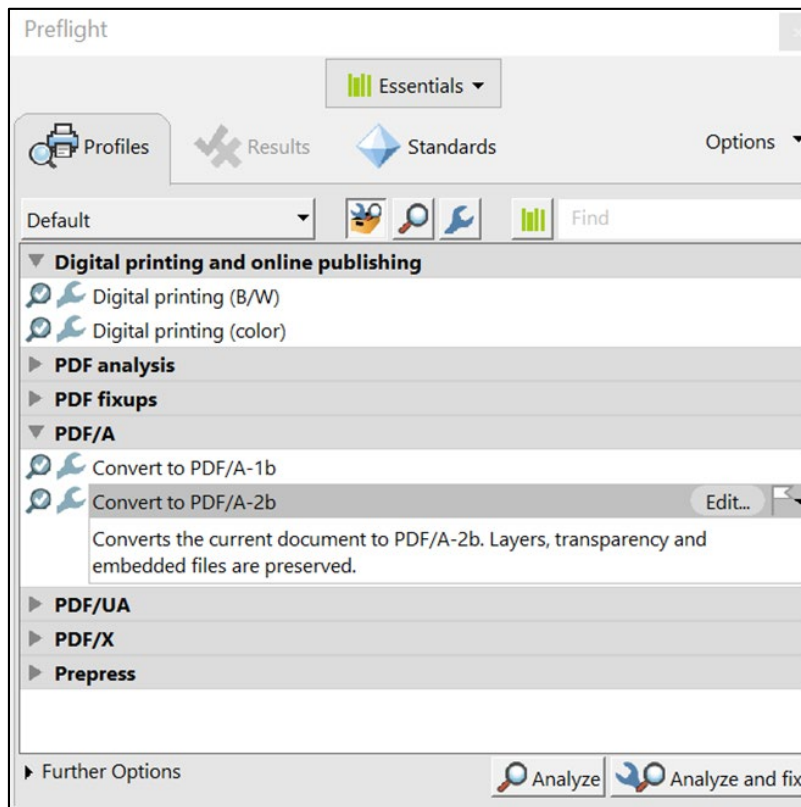 Preflight
Essentials
Profiles Results Standards Options
Default Find
Digital printing and online publishing
Digital printing (B/W)
Digital printing (color)
PDF analysis
PDF fixups
PDF/A
Convert to PDF/A-1b
Convert to PDF/A-2b Edit...
Converts the current document to PDF/A-2b. Layers, transparency and
embedded files are preserved.
PDF/UA
PDF/X
Prepress
Further Options Analyze Analyze and fix